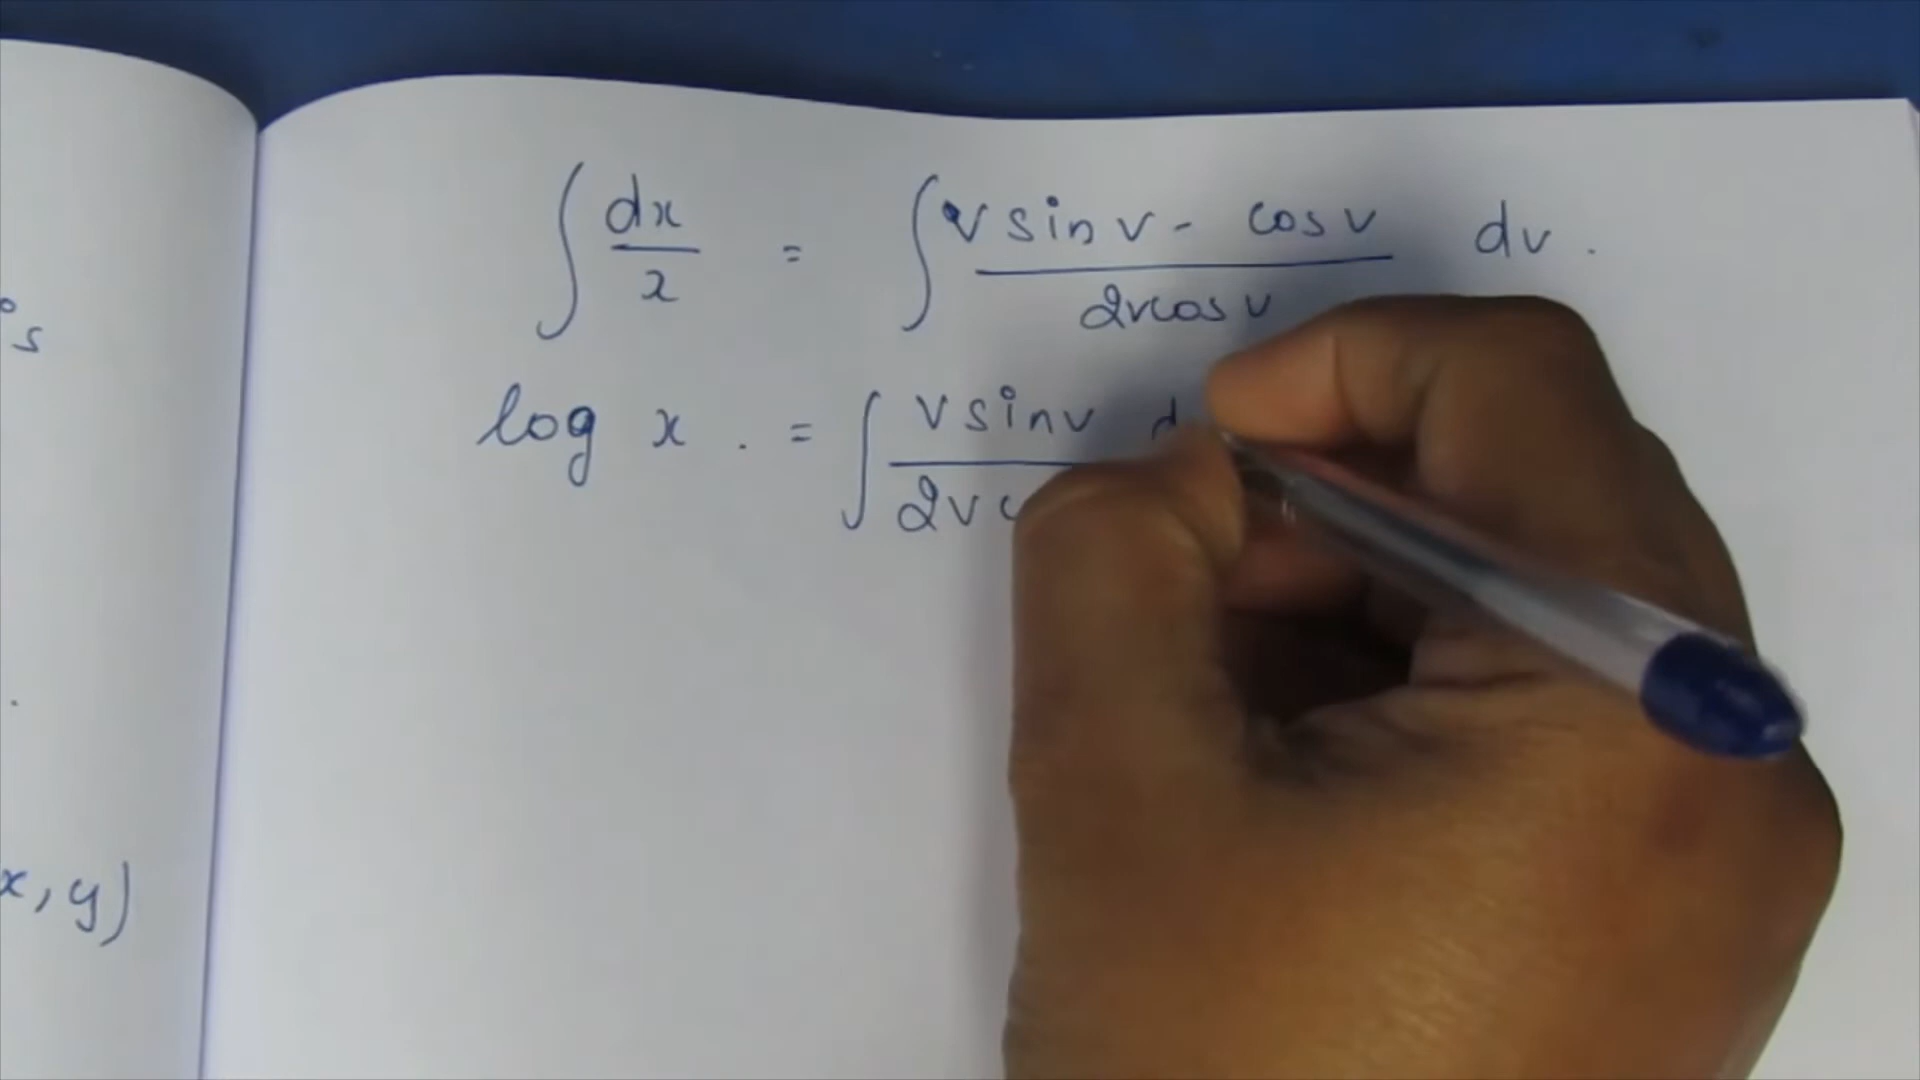 ∫ dx/x = ∫ v sin v - cos v / 2v cos v dv .
log x . = ∫ v sin v / 2v
x, y)